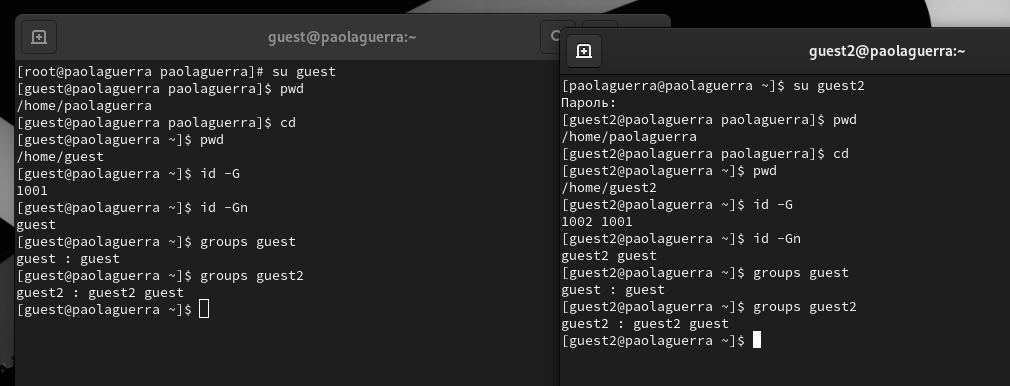 guest@paolaguerra:~
[root@paolaguerra paolaguerra]# su guest
[guest@paolaguerra paolaguerra]$ pwd
/home/paolaguerra
[guest@paolaguerra paolaguerra]$ cd
[guest@paolaguerra ~]$ pwd
/home/guest
[guest@paolaguerra ~]$ id -G
1001
[guest@paolaguerra ~]$ id -Gn
guest
[guest@paolaguerra ~]$ groups guest
guest : guest
[guest@paolaguerra ~]$ groups guest2
guest2 : guest2 guest
[guest@paolaguerra ~]$
guest2@paolaguerra:~
[paolaguerra@paolaguerra ~]$ su guest2
Пароль:
[guest2@paolaguerra paolaguerra]$ pwd
/home/paolaguerra
[guest2@paolaguerra paolaguerra]$ cd
[guest2@paolaguerra ~]$ pwd
/home/guest2
[guest2@paolaguerra ~]$ id -G
1002 1001
[guest2@paolaguerra ~]$ id -Gn
guest2 guest
[guest2@paolaguerra ~]$ groups guest
guest : guest
[guest2@paolaguerra ~]$ groups guest2
guest2 : guest2 guest
[guest2@paolaguerra ~]$